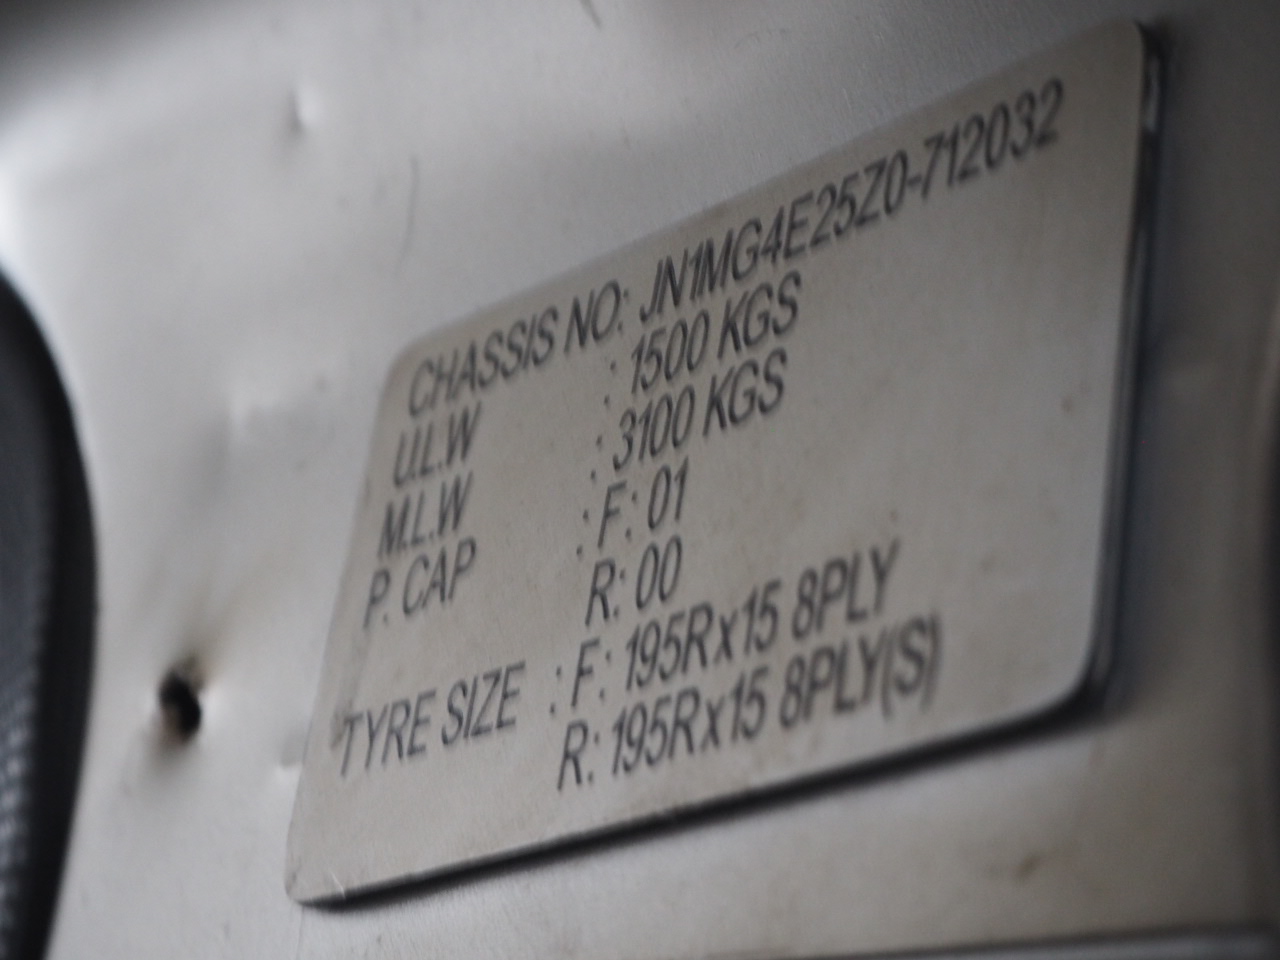 CHASSIS NO: JN1MG4E25Z0-712032
U.L.W : 1500 KGS
M.L.W : 3100 KGS
P. CAP : F: 01
: R: 00
TYRE SIZE : F: 195Rx15 8PLY
R: 195Rx15 8PLY(S)